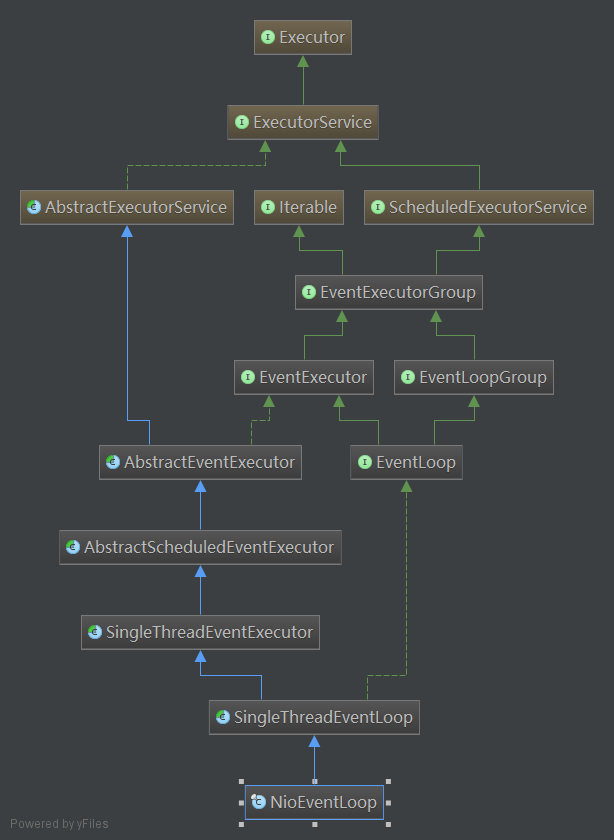 Executor
ExecutorService
AbstractExecutorService
Iterable
ScheduledExecutorService
EventExecutorGroup
EventExecutor
EventLoopGroup
AbstractEventExecutor
EventLoop
AbstractScheduledEventExecutor
SingleThreadEventExecutor
SingleThreadEventLoop
NioEventLoop
Powered by yFiles